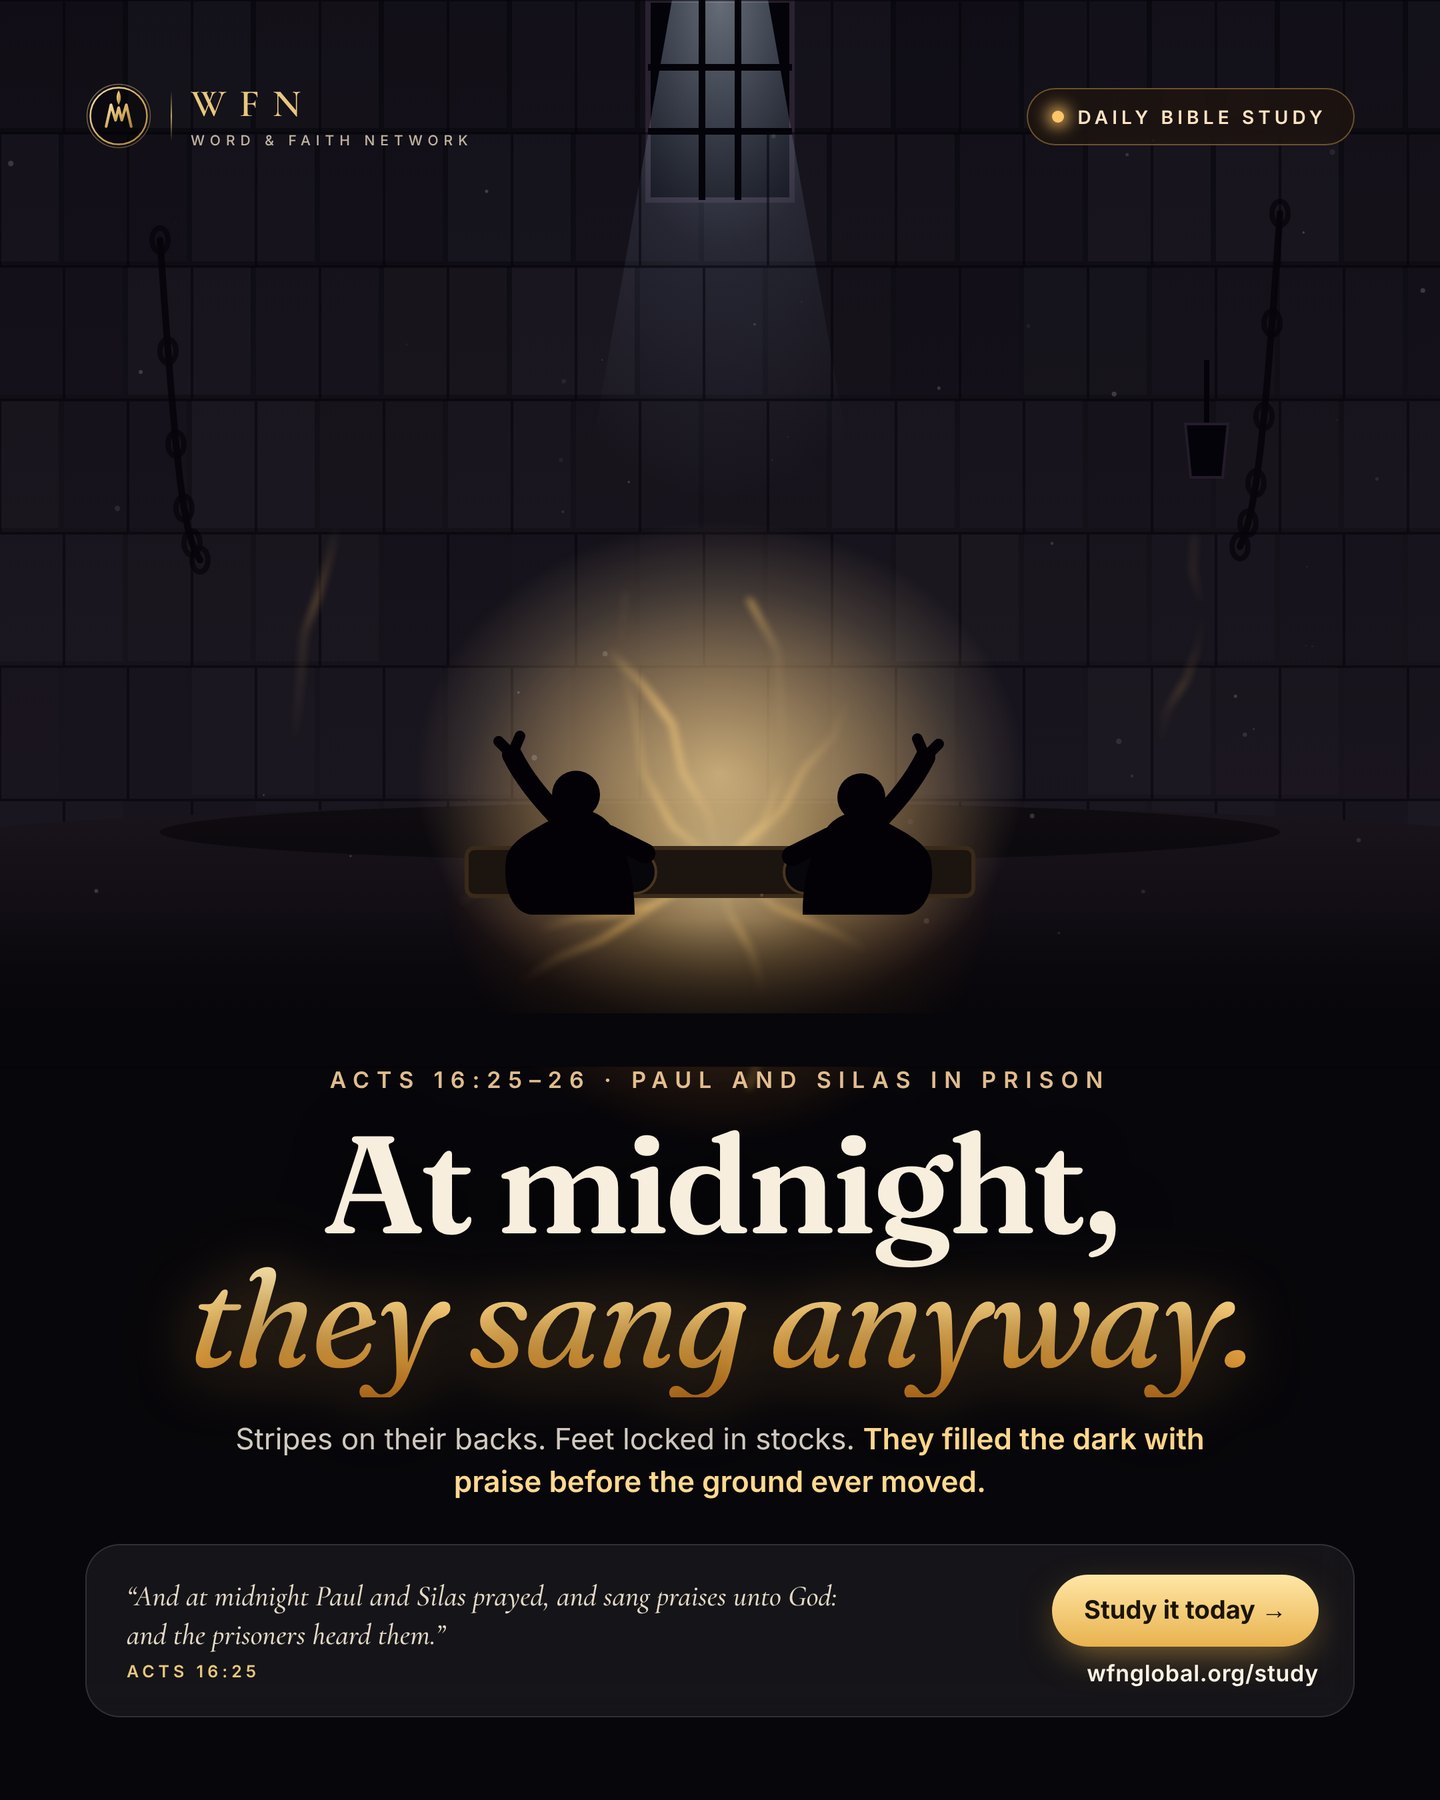 WFN
WORD & FAITH NETWORK
DAILY BIBLE STUDY
ACTS 16:25–26 · PAUL AND SILAS IN PRISON
At midnight,
they sang anyway.
Stripes on their backs. Feet locked in stocks. They filled the dark with
praise before the ground ever moved.
“And at midnight Paul and Silas prayed, and sang praises unto God:
and the prisoners heard them.”
ACTS 16:25
Study it today →
wfnglobal.org/study